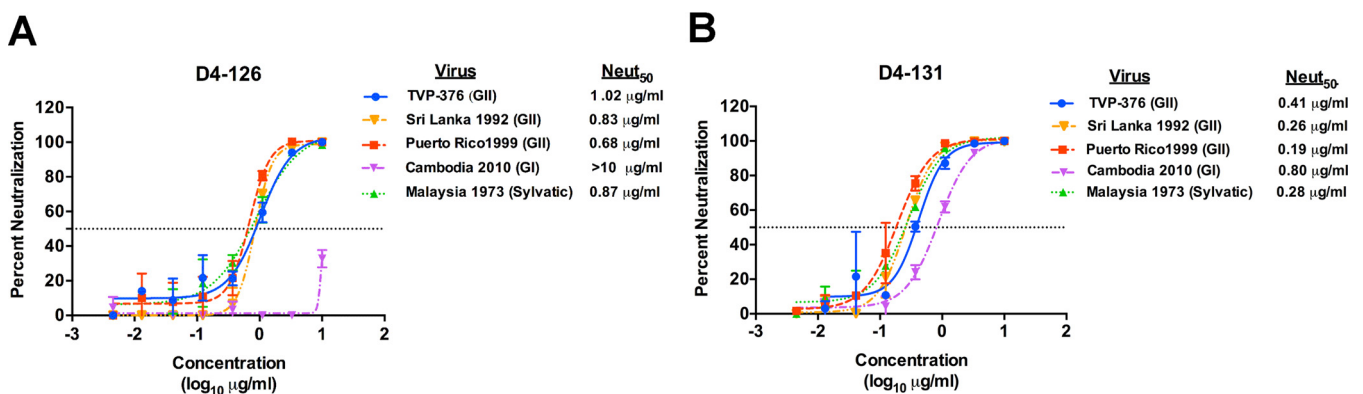 A
D4-126
Virus Neut50
TVP-376 (GII) 1.02 µg/ml
Sri Lanka 1992 (GII) 0.83 µg/ml
Puerto Rico1999 (GII) 0.68 µg/ml
Cambodia 2010 (GI) >10 µg/ml
Malaysia 1973 (Sylvatic) 0.87 µg/ml
Percent Neutralization
120
100
80
60
40
20
0
-3 -2 -1 0 1 2
Concentration
(log10 µg/ml)
B
D4-131
Virus Neut50
TVP-376 (GII) 0.41 µg/ml
Sri Lanka 1992 (GII) 0.26 µg/ml
Puerto Rico1999 (GII) 0.19 µg/ml
Cambodia 2010 (GI) 0.80 µg/ml
Malaysia 1973 (Sylvatic) 0.28 µg/ml
Percent Neutralization
120
100
80
60
40
20
0
-3 -2 -1 0 1 2
Concentration
(log10 µg/ml)